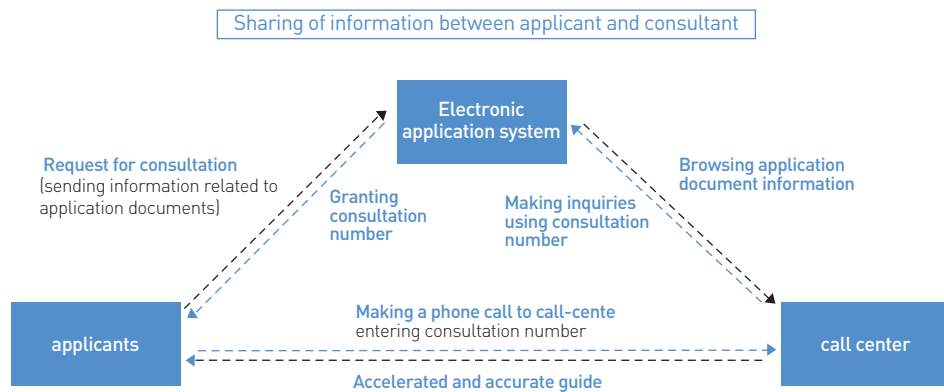 Sharing of information between applicant and consultant
Electronic
application system
Request for consultation
(sending information related to
application documents)
Granting
consultation
number
Making inquiries
using consultation
number
Browsing application
document information
applicants
Making a phone call to call-cente
entering consultation number
call center
Accelerated and accurate guide